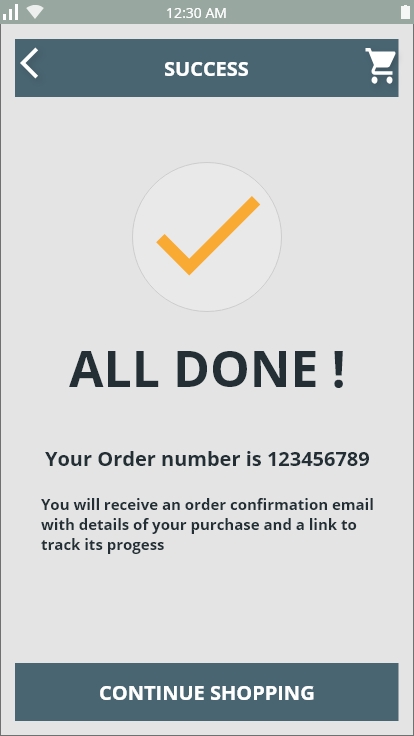 12:30 AM
SUCCESS
ALL DONE !
Your Order number is 123456789
You will receive an order confirmation email
with details of your purchase and a link to
track its progess
CONTINUE SHOPPING